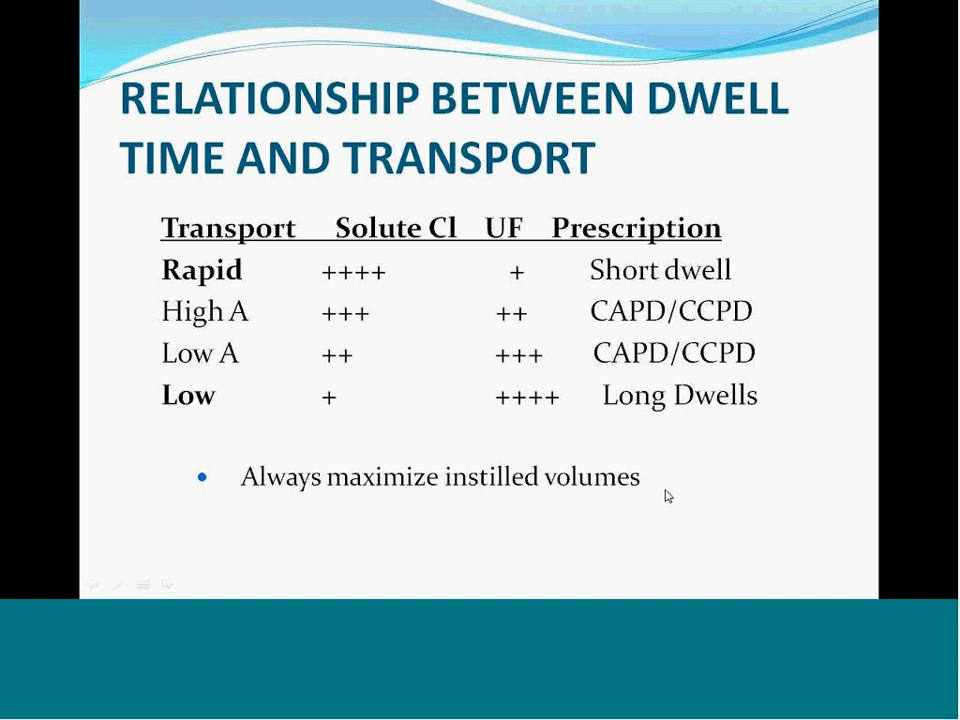 RELATIONSHIP BETWEEN DWELL
TIME AND TRANSPORT
Transport Solute Cl UF Prescription
Rapid ++++ + Short dwell
High A +++ ++ CAPD/CCPD
Low A ++ +++ CAPD/CCPD
Low + ++++ Long Dwells
• Always maximize instilled volumes